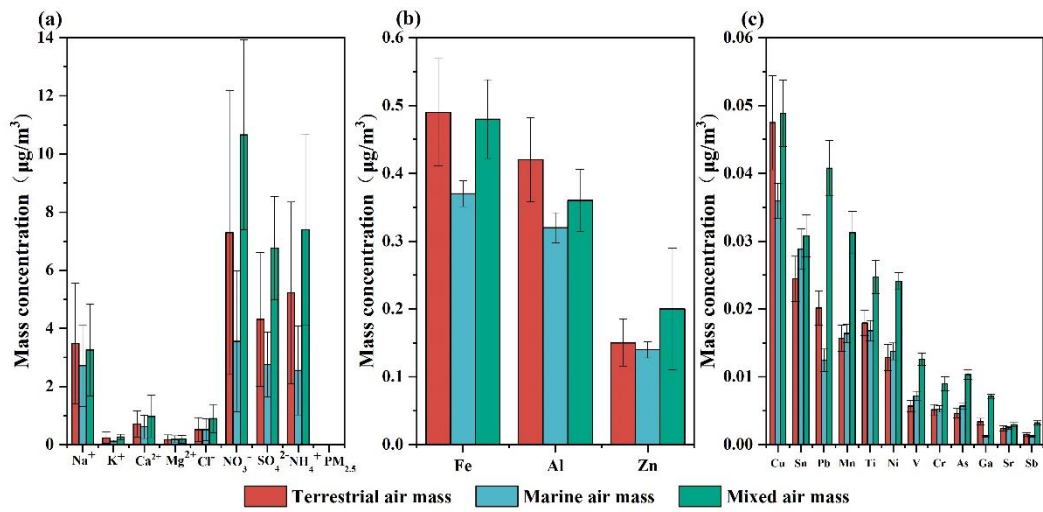 (a)
Mass concentration ( μg/m³)
14
12
10
8
6
4
2
0
Na⁺ K⁺ Ca²⁺ Mg²⁺ Cl⁻ NO₃⁻ SO₄²⁻ NH₄⁺ PM₂.₅
(b)
Mass concentration ( μg/m³)
0.6
0.5
0.4
0.3
0.2
0.1
0.0
Fe Al Zn
(c)
Mass concentration ( μg/m³)
0.06
0.05
0.04
0.03
0.02
0.01
0.00
Cu Sn Pb Mn Ti Ni V Cr As Ga Sr Sb
Terrestrial air mass Marine air mass Mixed air mass